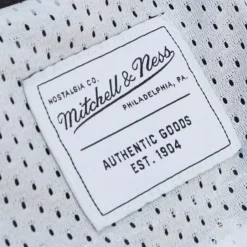 NOSTALGIA CO.
Mitchell & Ness
PHILADELPHIA, PA.
AUTHENTIC GOODS
EST. 1904